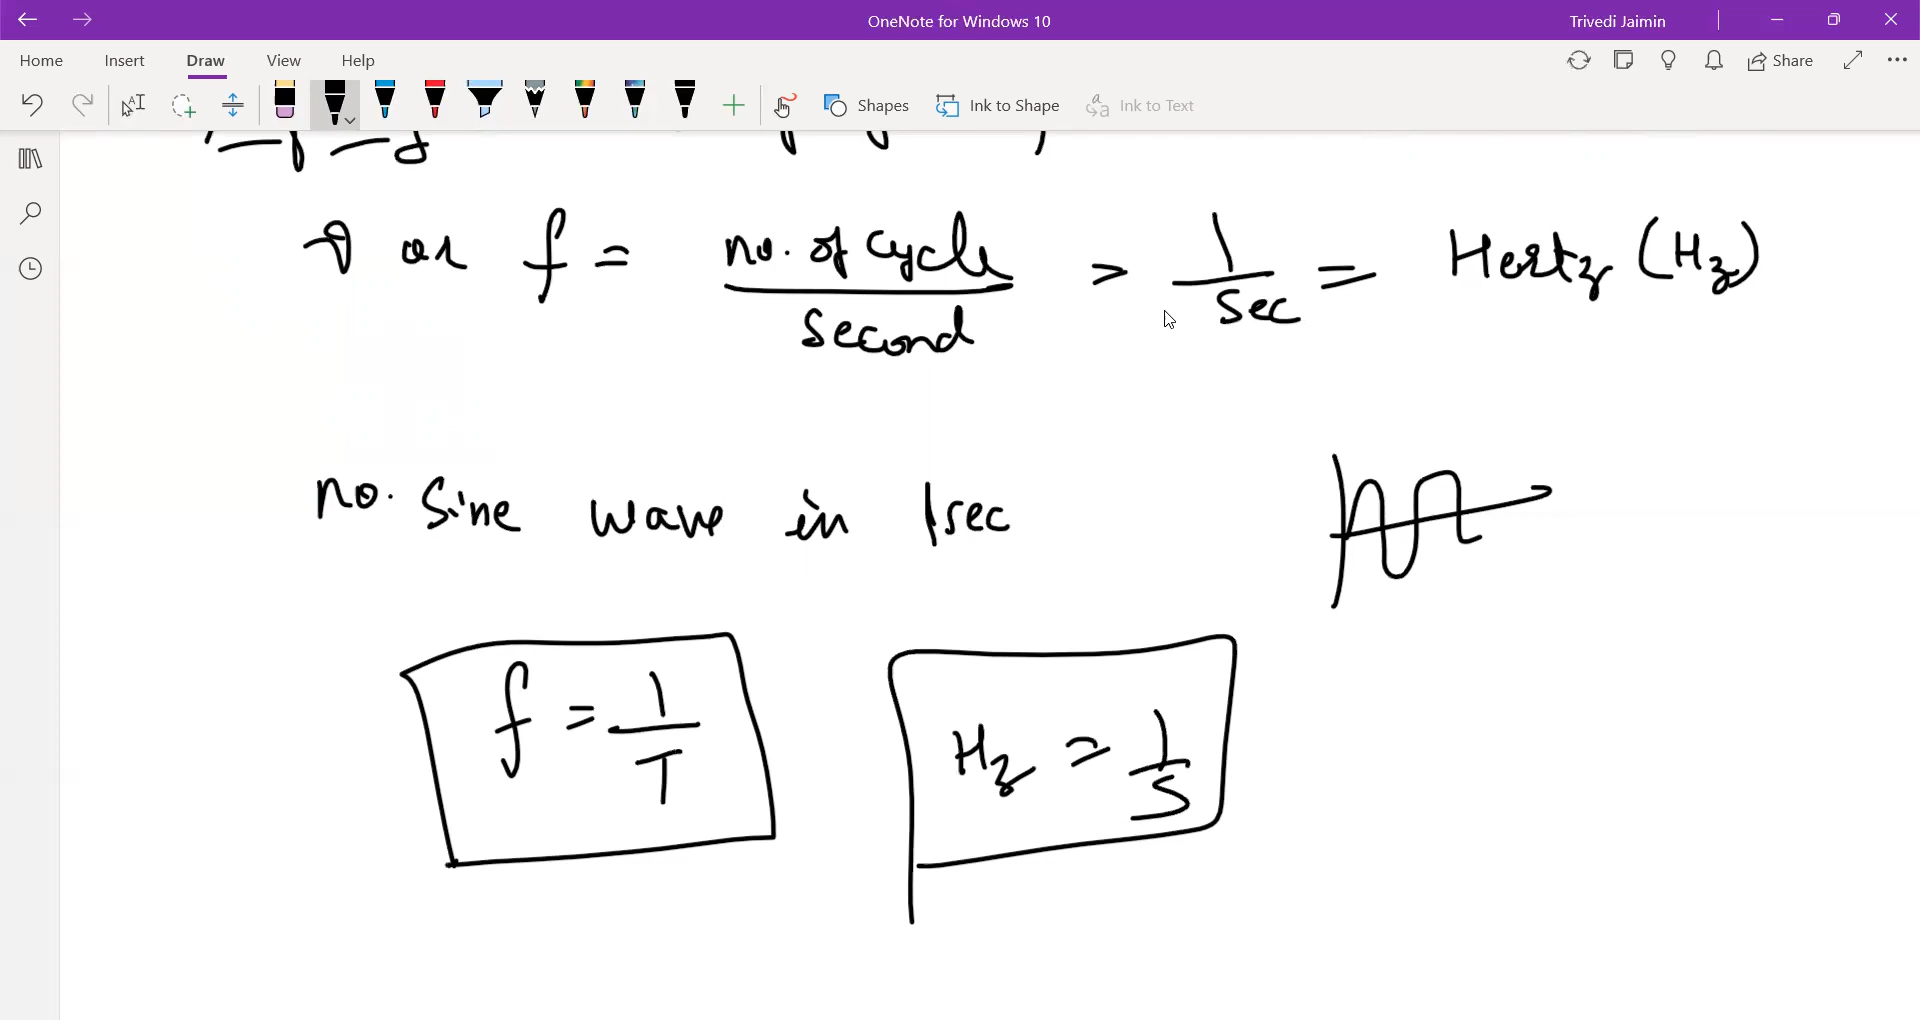 OneNote for Windows 10
Trivedi Jaimin
Home Insert Draw View Help
Share
Shapes
Ink to Shape
Ink to Text
or f = no. of cycle / second = 1 / sec = Hertz (Hz)
no. Sine wave in 1sec
f = 1 / T
Hz = 1 / s